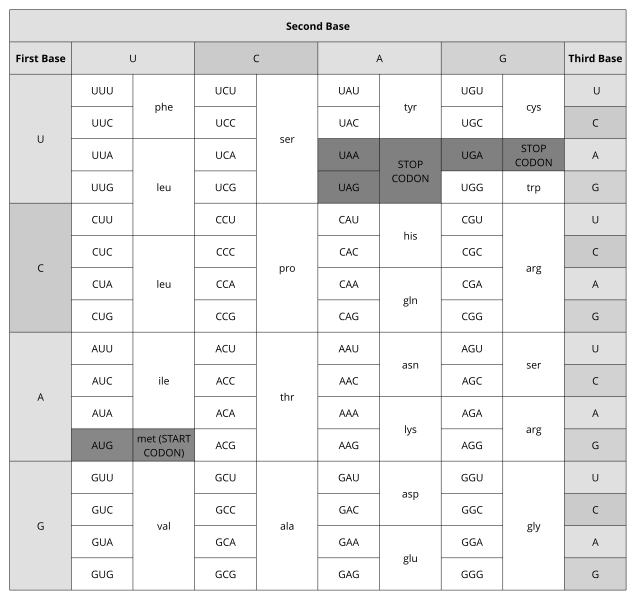 Second Base
First Base U C A G Third Base
U UUU phe UCU ser UAU tyr UGU cys U
UUC UCC UAC UGC C
UUA leu UCA UAA STOP CODON UGA STOP CODON A
UUG UCG UAG UGG trp G
C CUU CCU pro CAU his CGU arg U
CUC leu CCC CAC CGC C
CUA CCA CAA gln CGA A
CUG CCG CAG CGG G
A AUU ile ACU thr AAU asn AGU ser U
AUC ACC AAC AGC C
AUA ACA AAA lys AGA arg A
AUG met (START CODON) ACG AAG AGG G
G GUU val GCU ala GAU asp GGU gly U
GUC GCC GAC GGC C
GUA GCA GAA glu GGA A
GUG GCG GAG GGG G